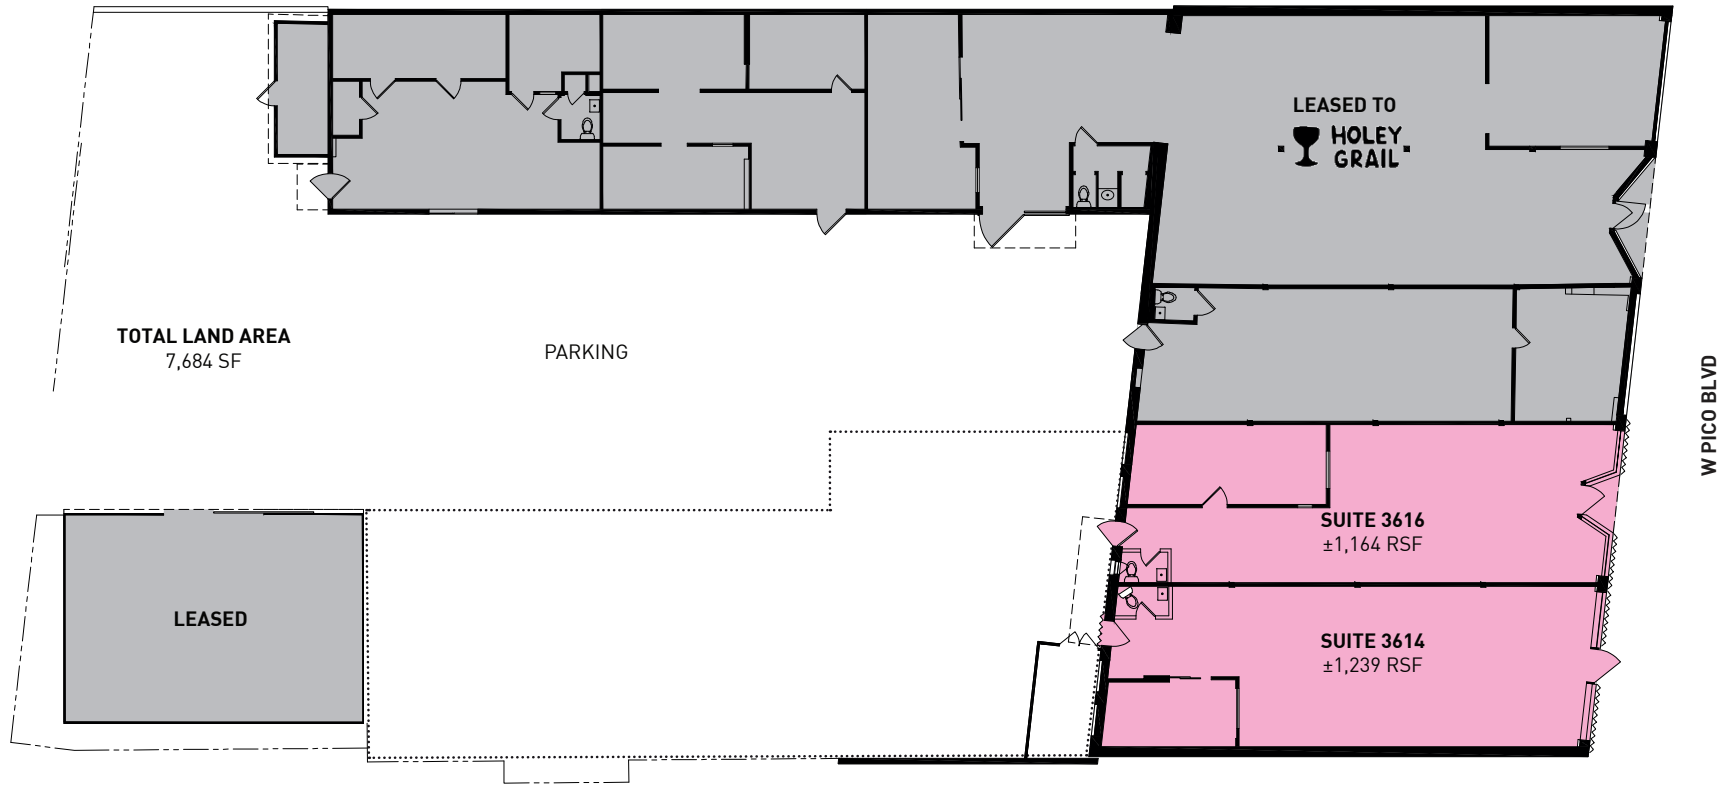 LEASED TO
HOLEY
GRAIL
TOTAL LAND AREA
7,684 SF
PARKING
W PICO BLVD
SUITE 3616
±1,164 RSF
LEASED
SUITE 3614
±1,239 RSF